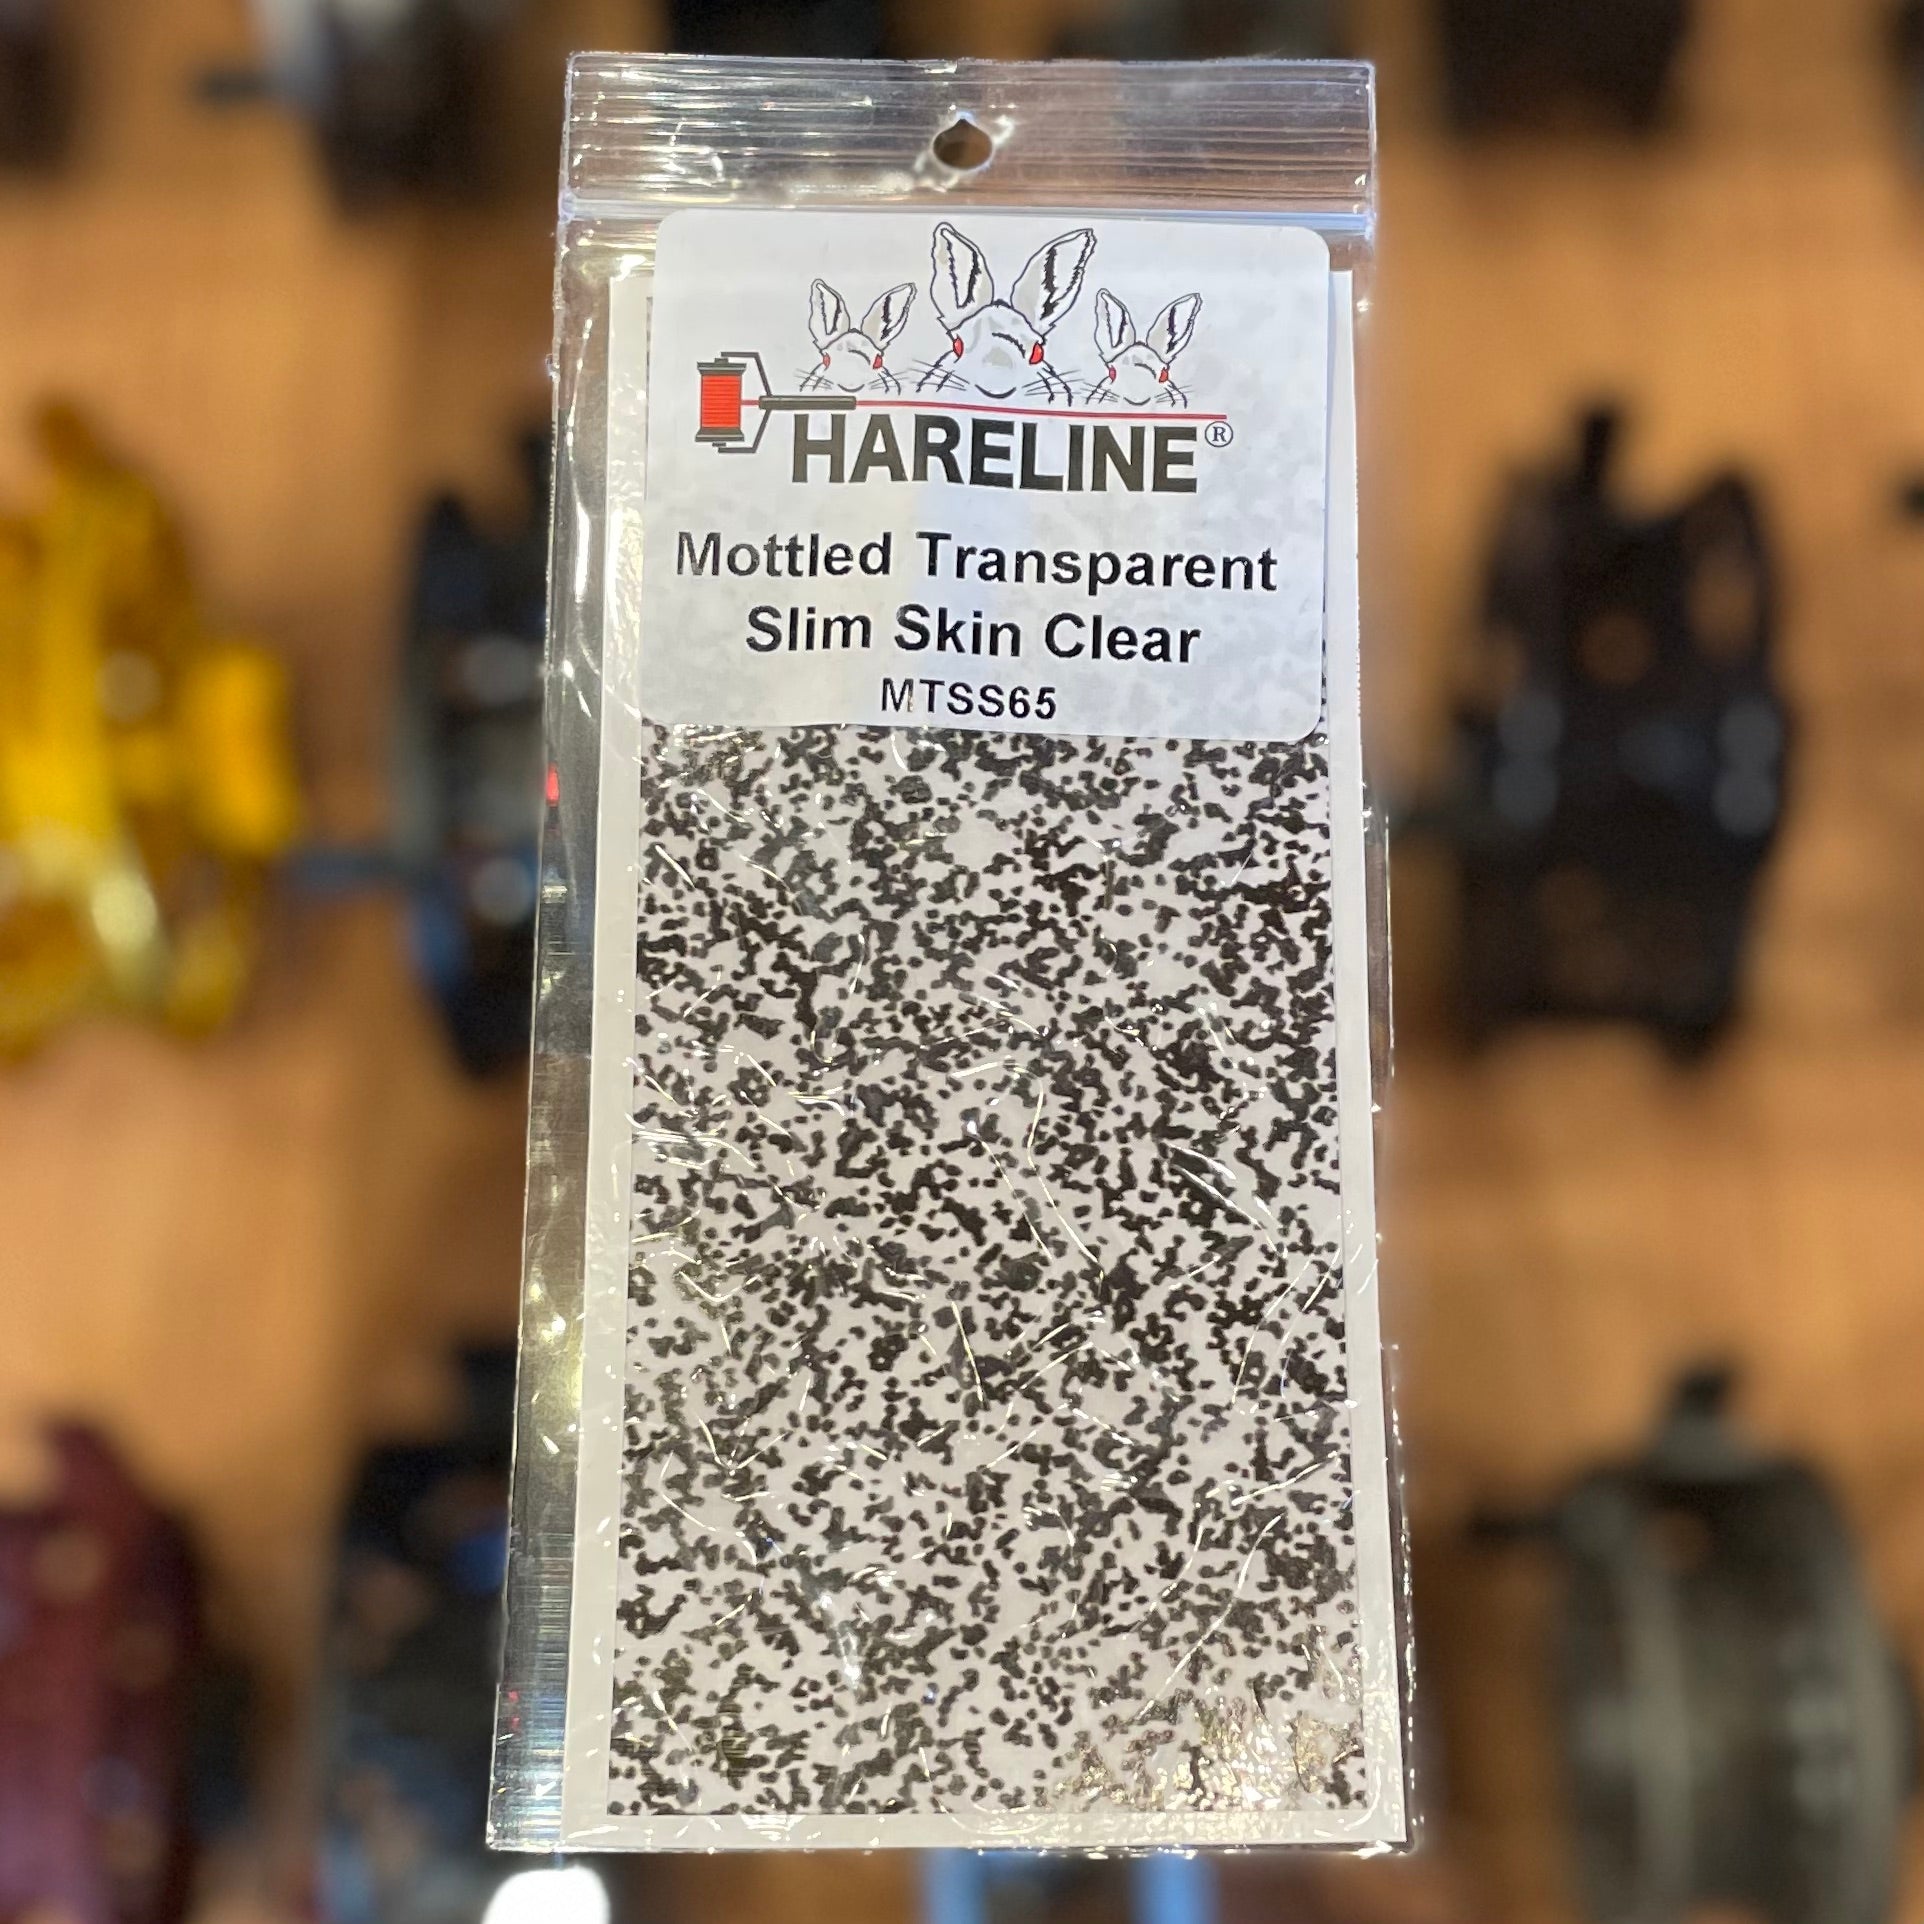 HARELINE®
Mottled Transparent
Slim Skin Clear
MTSS65